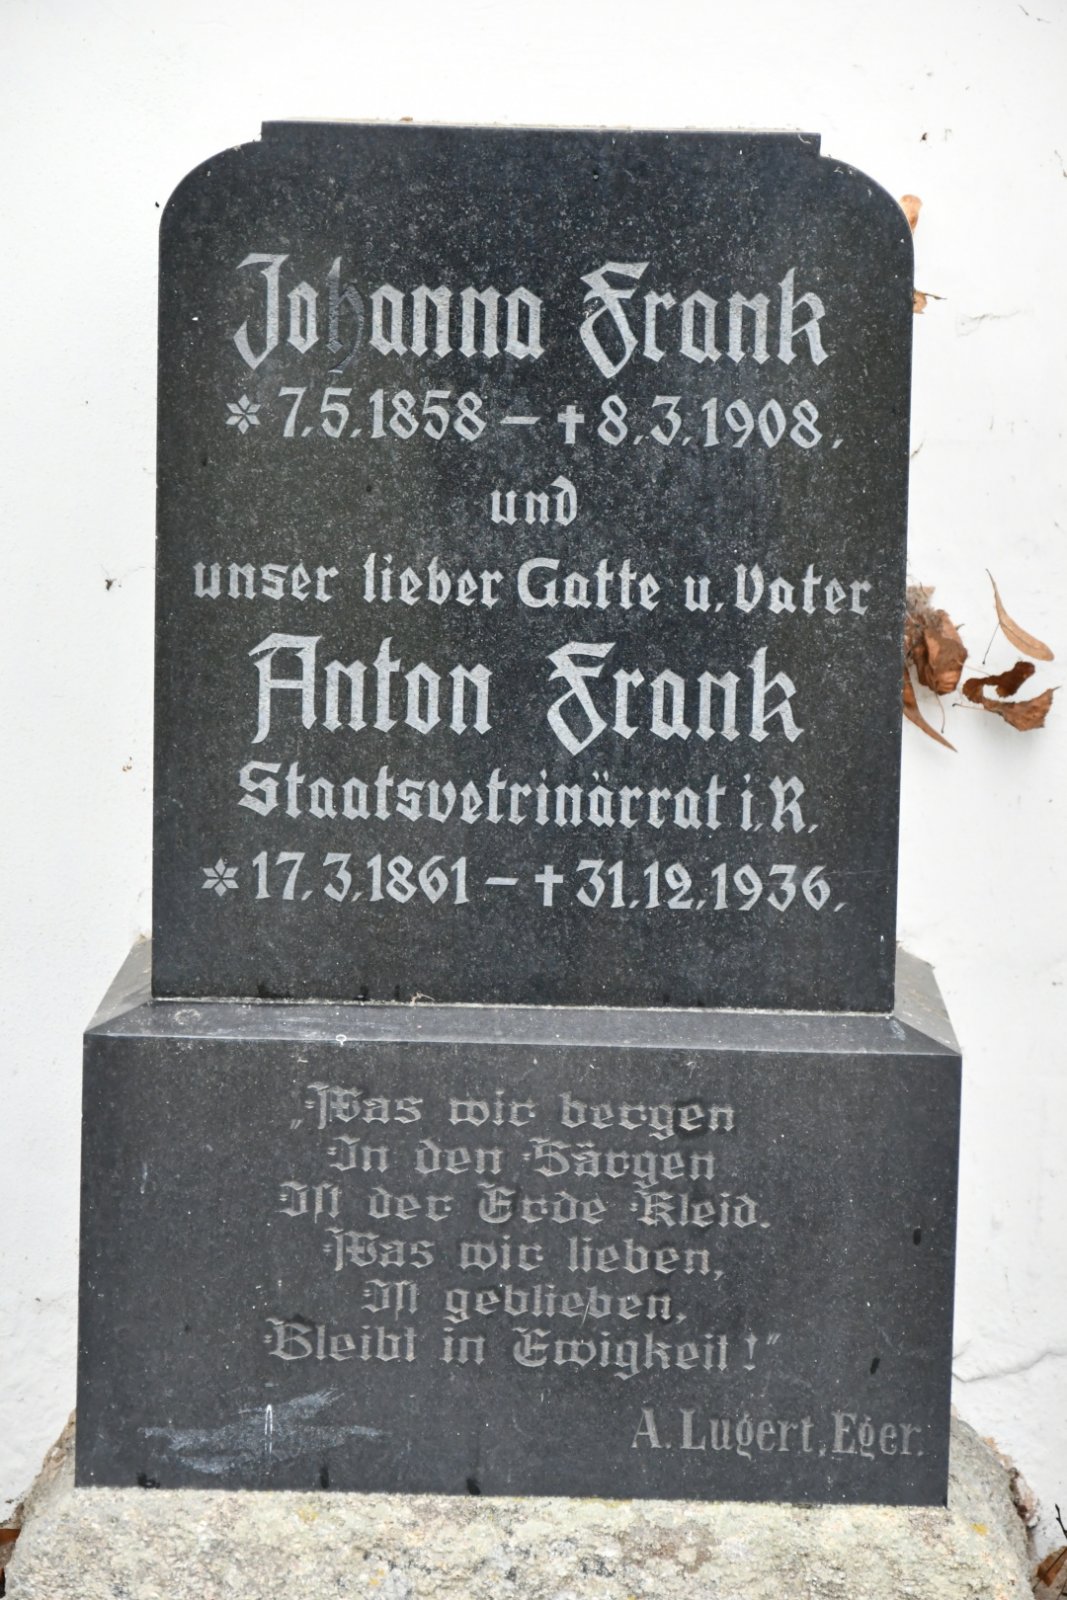 Johanna Frank
* 7.5.1858 – † 8.3.1908.
und
unser lieber Gatte u. Vater
Anton Frank
Staatsvetrinärrat i.R.
* 17.3.1861 – † 31.12.1936.
„Was wir bergen
In den Särgen
Ist der Erde Kleid.
Was wir lieben,
Ist geblieben,
Bleibt in Ewigkeit!"
A. Lugert, Eger.